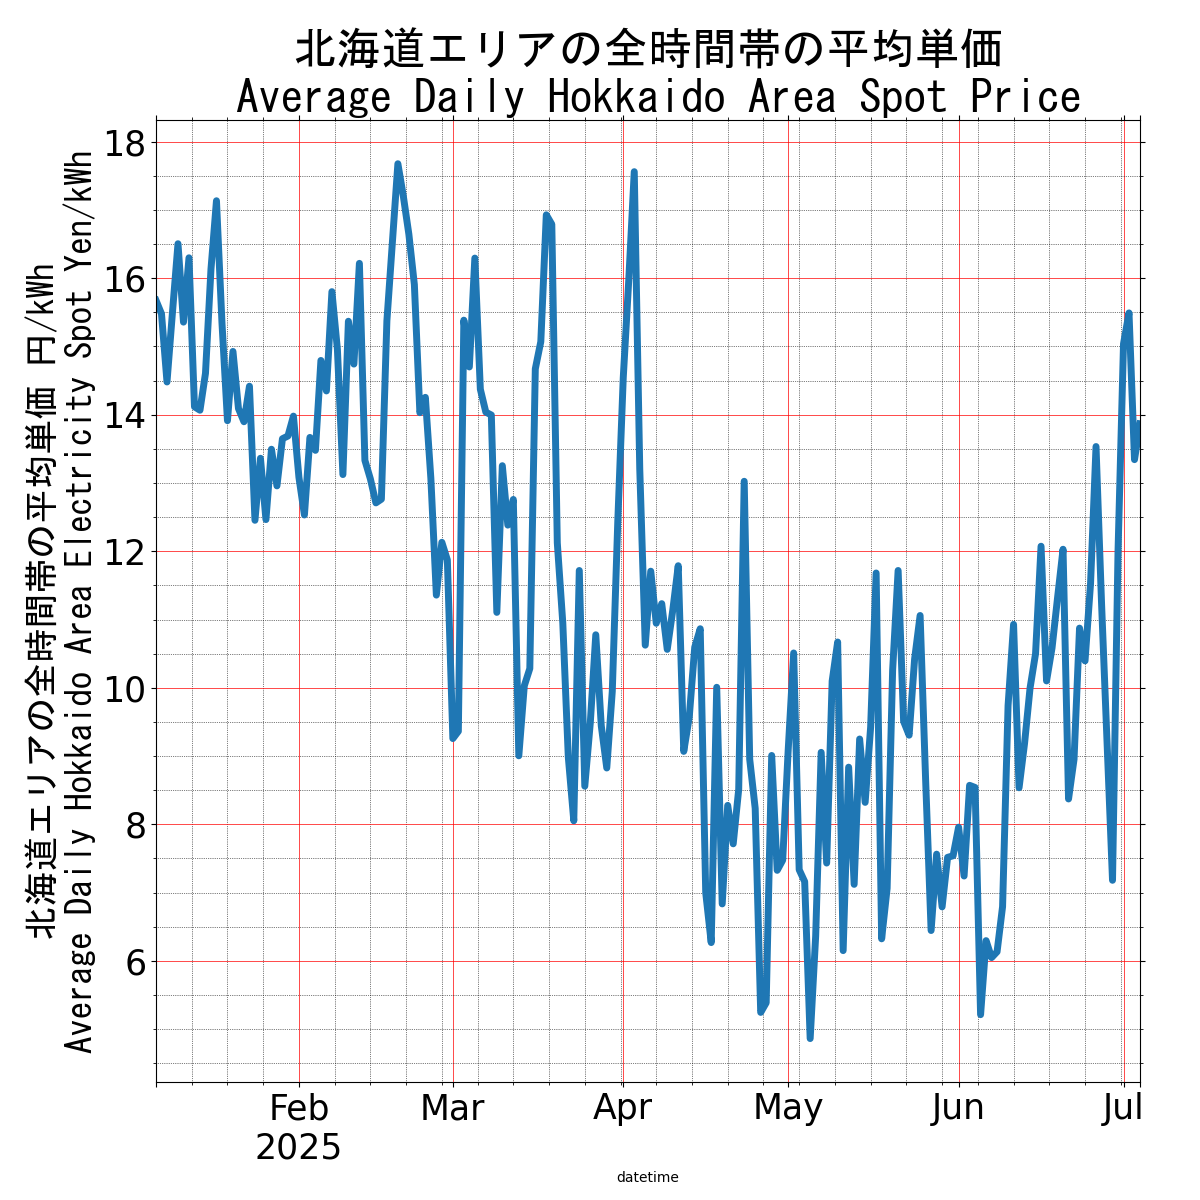 北海道エリアの全時間帯の平均単価
Average Daily Hokkaido Area Spot Price
北海道エリアの全時間帯の平均単価 円/kWh
Average Daily Hokkaido Area Electricity Spot Yen/kWh
18
16
14
12
10
8
6
Feb
2025
Mar
Apr
May
Jun
Jul
datetime